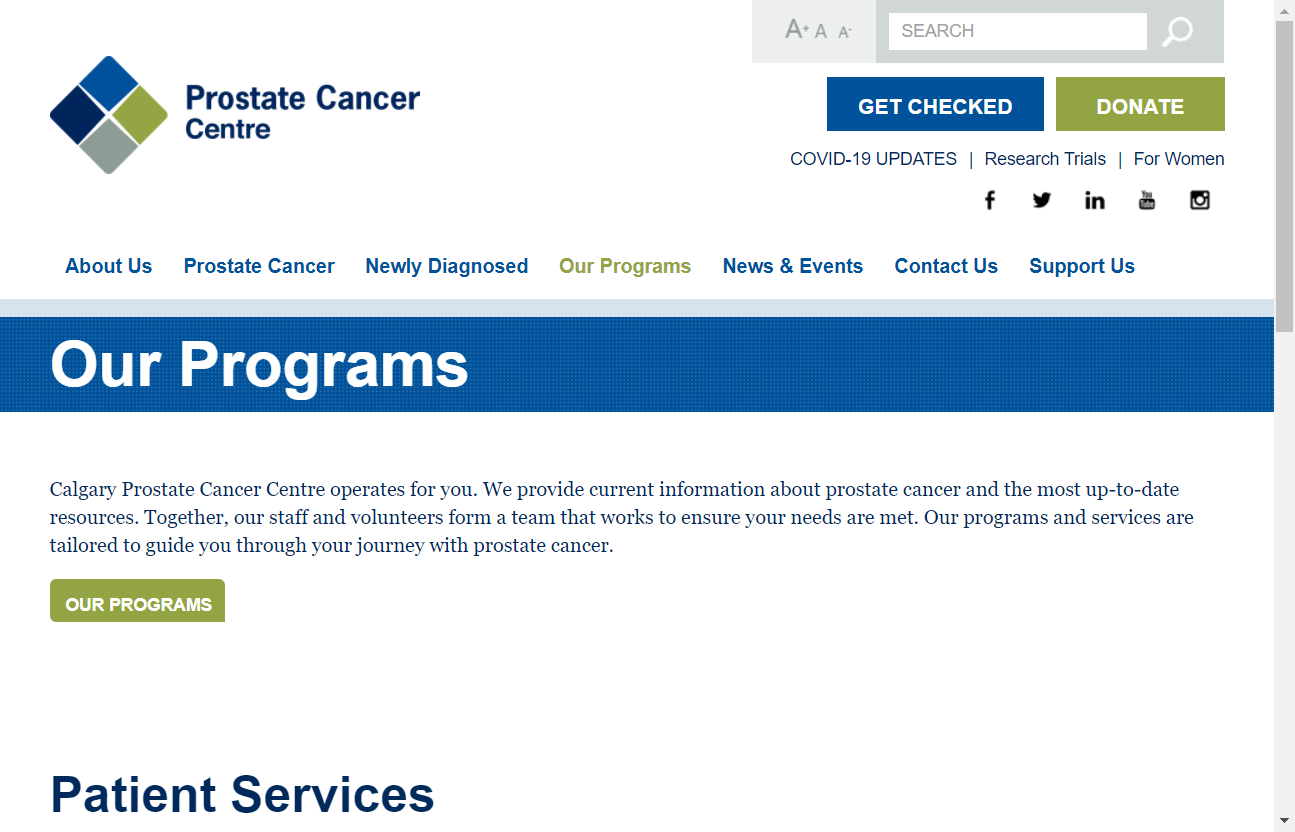 A+ A A-
SEARCH
Prostate Cancer
Centre
GET CHECKED
DONATE
COVID-19 UPDATES | Research Trials | For Women
You Tube
About Us Prostate Cancer Newly Diagnosed Our Programs News & Events Contact Us Support Us
Our Programs
Calgary Prostate Cancer Centre operates for you. We provide current information about prostate cancer and the most up-to-date
resources. Together, our staff and volunteers form a team that works to ensure your needs are met. Our programs and services are
tailored to guide you through your journey with prostate cancer.
OUR PROGRAMS
Patient Services